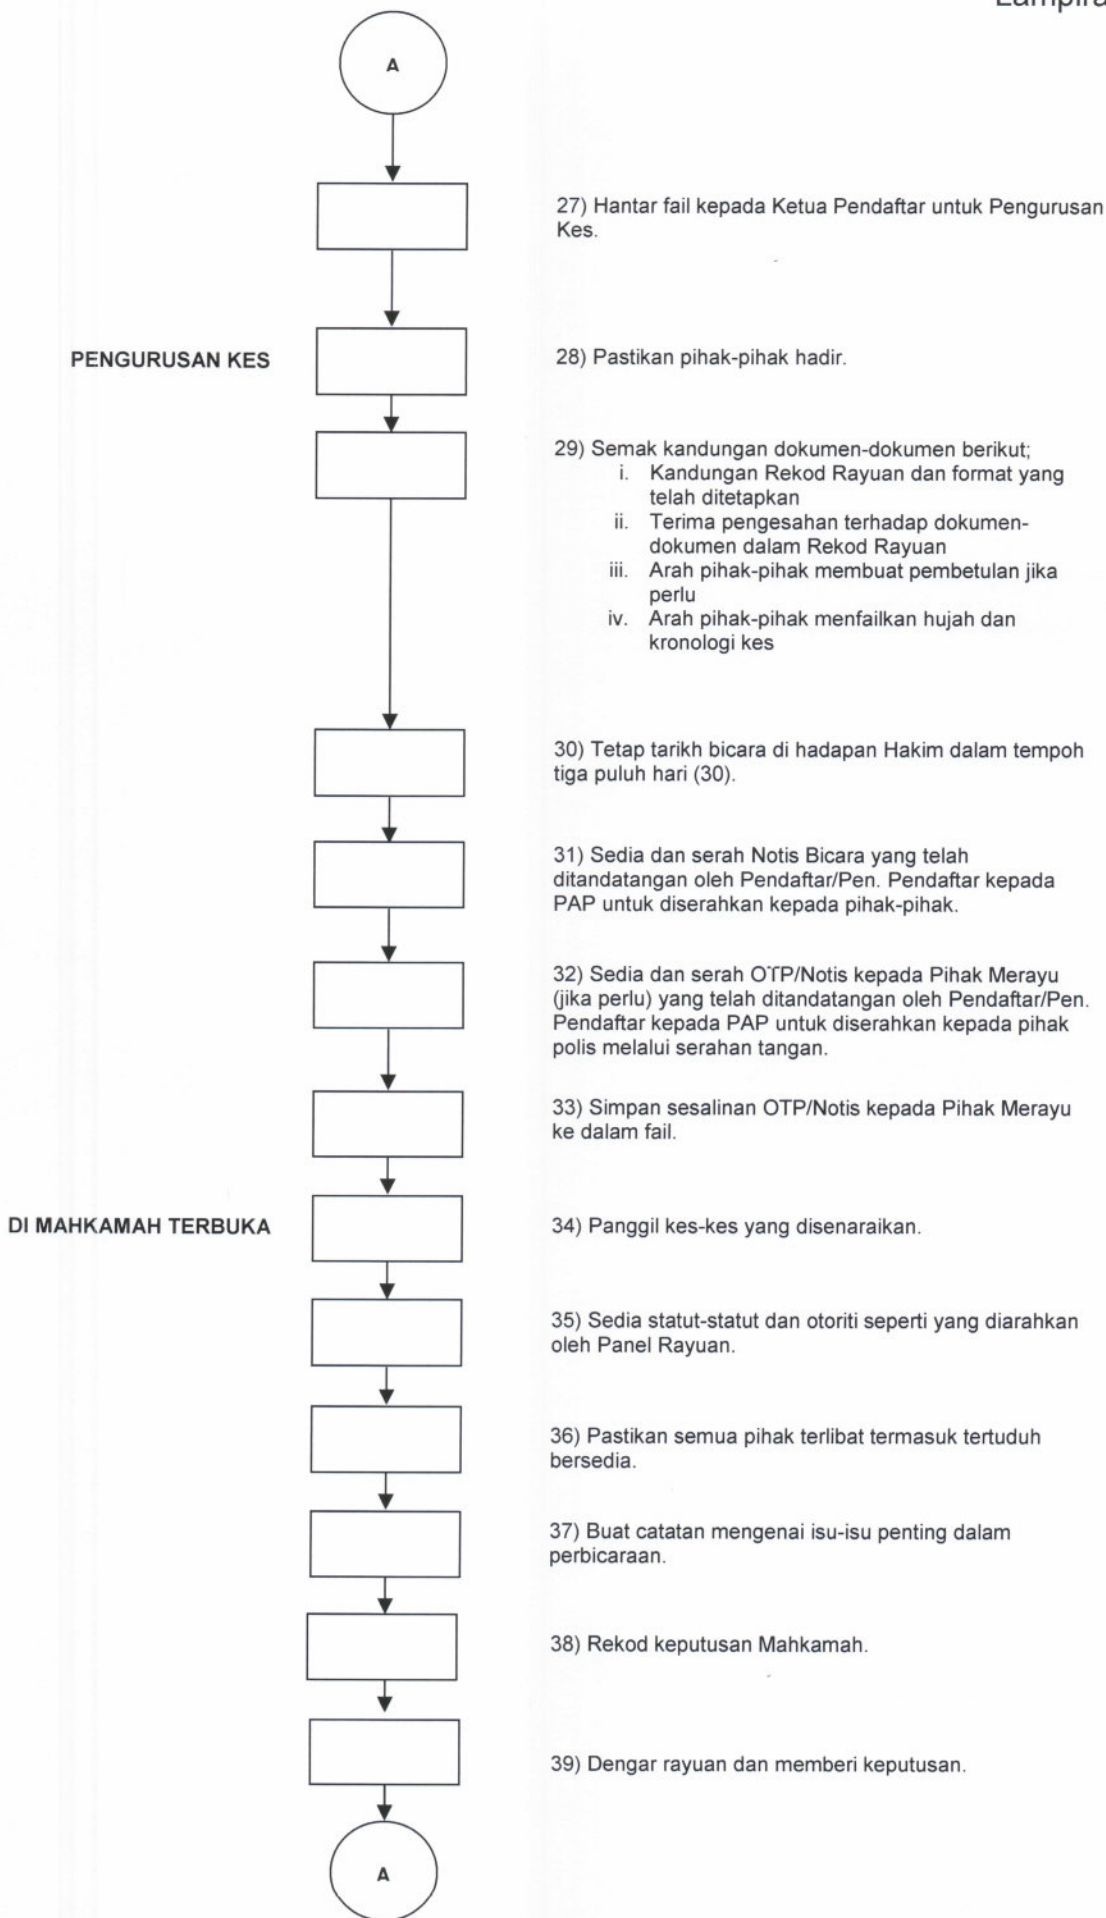 Lampira
A
27) Hantar fail kepada Ketua Pendaftar untuk Pengurusan
Kes.
PENGURUSAN KES
28) Pastikan pihak-pihak hadir.
29) Semak kandungan dokumen-dokumen berikut;
i. Kandungan Rekod Rayuan dan format yang
telah ditetapkan
ii. Terima pengesahan terhadap dokumen-
dokumen dalam Rekod Rayuan
iii. Arah pihak-pihak membuat pembetulan jika
perlu
iv. Arah pihak-pihak menfailkan hujah dan
kronologi kes
30) Tetap tarikh bicara di hadapan Hakim dalam tempoh
tiga puluh hari (30).
31) Sedia dan serah Notis Bicara yang telah
ditandatangan oleh Pendaftar/Pen. Pendaftar kepada
PAP untuk diserahkan kepada pihak-pihak.
32) Sedia dan serah OTP/Notis kepada Pihak Merayu
(jika perlu) yang telah ditandatangan oleh Pendaftar/Pen.
Pendaftar kepada PAP untuk diserahkan kepada pihak
polis melalui serahan tangan.
33) Simpan sesalinan OTP/Notis kepada Pihak Merayu
ke dalam fail.
DI MAHKAMAH TERBUKA
34) Panggil kes-kes yang disenaraikan.
35) Sedia statut-statut dan otoriti seperti yang diarahkan
oleh Panel Rayuan.
36) Pastikan semua pihak terlibat termasuk tertuduh
bersedia.
37) Buat catatan mengenai isu-isu penting dalam
perbicaraan.
38) Rekod keputusan Mahkamah.
39) Dengar rayuan dan memberi keputusan.
A